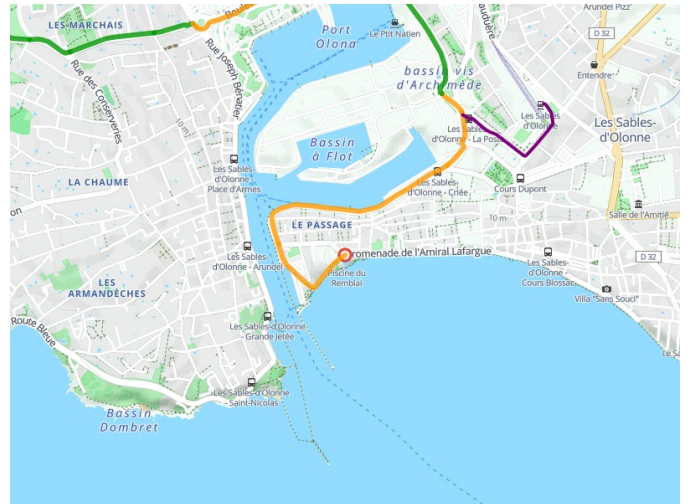 LES MARCHAIS
Rue des Conserveries
Rue Joseph Bénatier
Port
Olona
Le Ptit Natien
Arundel Pizz'
D 32
Entendre
bassin vis
d'Archimède
Les Sables-
d'Olonne
Les Sables-
d'Olonne
10 m
Bassin
à Flot
Les Sables-
d'Olonne
Place d'Armes
d'Olonne - La Poste
Les Sables-
d'Olonne - Criée
Cours Dupont
LA CHAUME
Salle de l'Amitié
LE PASSAGE
10 m
Les Sables-
d'Olonne - Arundel
Promenade de l'Amiral Lafargue
Piscine du
Remblai
Les Sables-
d'Olonne
Cours Blossac
D 32
Villa "Sans Souci"
LES
ARMANDÈCHES
10 m
Route Bleue
Les Sables-d'Olonne
- Grande Jetée
Les Sables-d'Olonne
- Saint-Nicolas
Bassin
Dombret